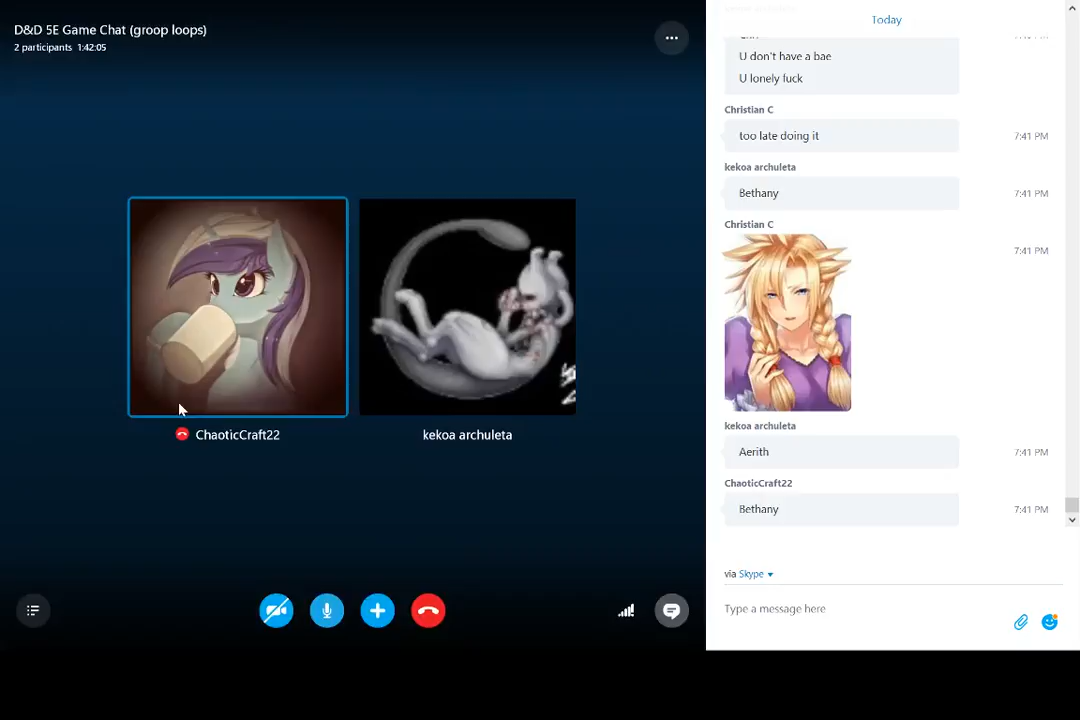 D&D 5E Game Chat (groop loops)
2 participants 1:42:05
ChaoticCraft22
kekoa archuleta
Today
U don't have a bae
U lonely fuck
Christian C
too late doing it
7:41 PM
kekoa archuleta
Bethany
7:41 PM
Christian C
7:41 PM
kekoa archuleta
Aerith
7:41 PM
ChaoticCraft22
Bethany
7:41 PM
via Skype
Type a message here